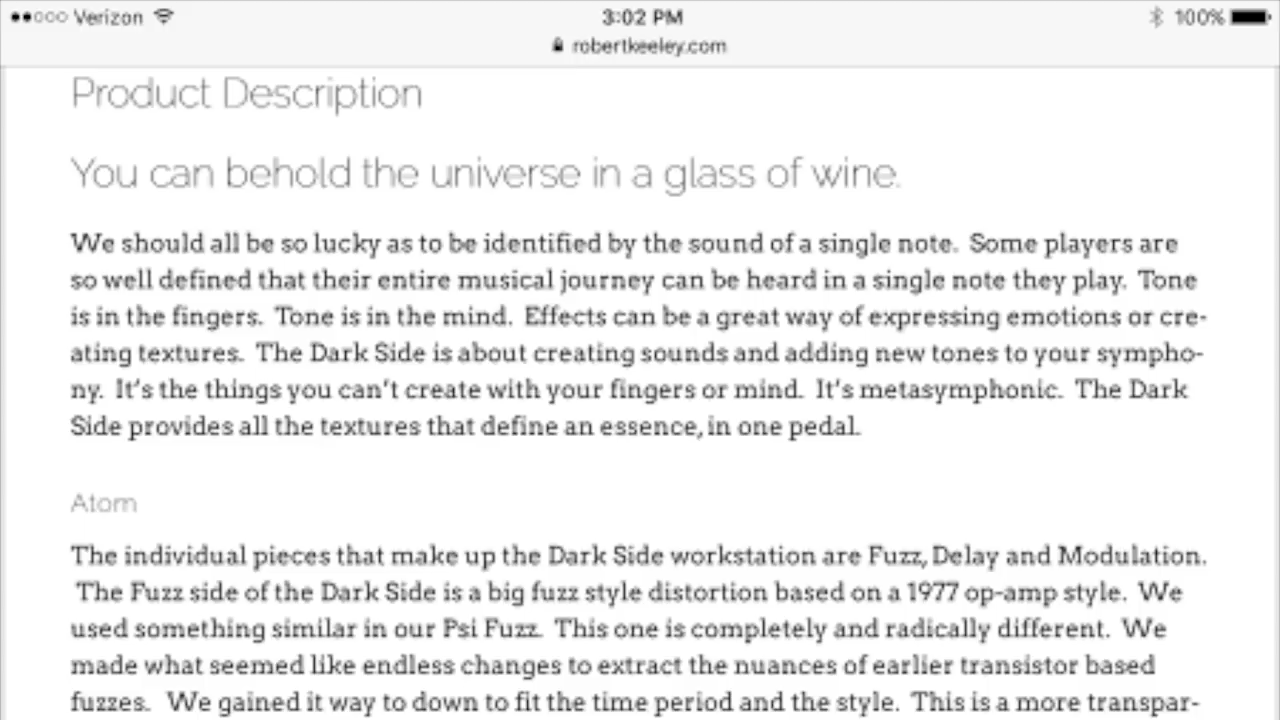 ●●○○○ Verizon 3:02 PM 100%
robertkeeley.com
Product Description
You can behold the universe in a glass of wine.
We should all be so lucky as to be identified by the sound of a single note.  Some players are
so well defined that their entire musical journey can be heard in a single note they play.  Tone
is in the fingers.  Tone is in the mind.  Effects can be a great way of expressing emotions or cre-
ating textures.  The Dark Side is about creating sounds and adding new tones to your sympho-
ny.  It’s the things you can’t create with your fingers or mind.  It’s metasymphonic.  The Dark
Side provides all the textures that define an essence, in one pedal.
Atom
The individual pieces that make up the Dark Side workstation are Fuzz, Delay and Modulation.
The Fuzz side of the Dark Side is a big fuzz style distortion based on a 1977 op-amp style.  We
used something similar in our Psi Fuzz.  This one is completely and radically different.  We
made what seemed like endless changes to extract the nuances of earlier transistor based
fuzzes.  We gained it way to down to fit the time period and the style.  This is a more transpar-